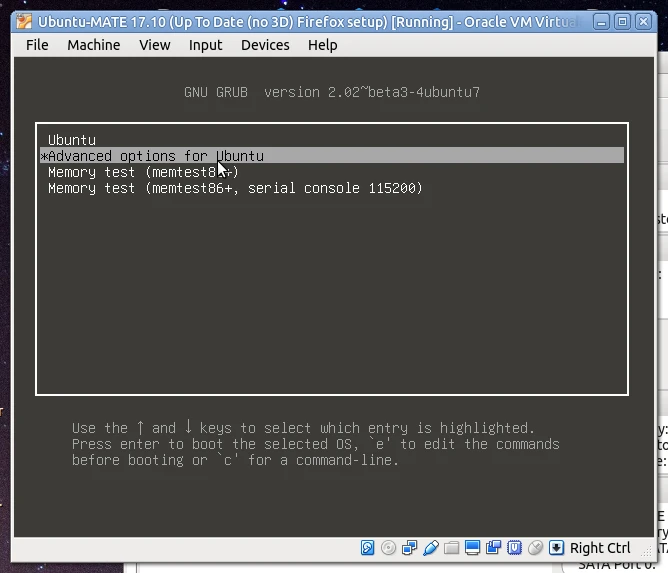 Ubuntu-MATE 17.10 (Up To Date (no 3D) Firefox setup) [Running] - Oracle VM
File Machine View Input Devices Help
GNU GRUB version 2.02~beta3-4ubuntu7
Ubuntu
*Advanced options for Ubuntu
Memory test (memtest86+)
Memory test (memtest86+, serial console 115200)
Use the ↑ and ↓ keys to select which entry is highlighted.
Press enter to boot the selected OS, `e' to edit the commands
before booting or `c' for a command-line.
Right Ctrl
SATA Port 0: